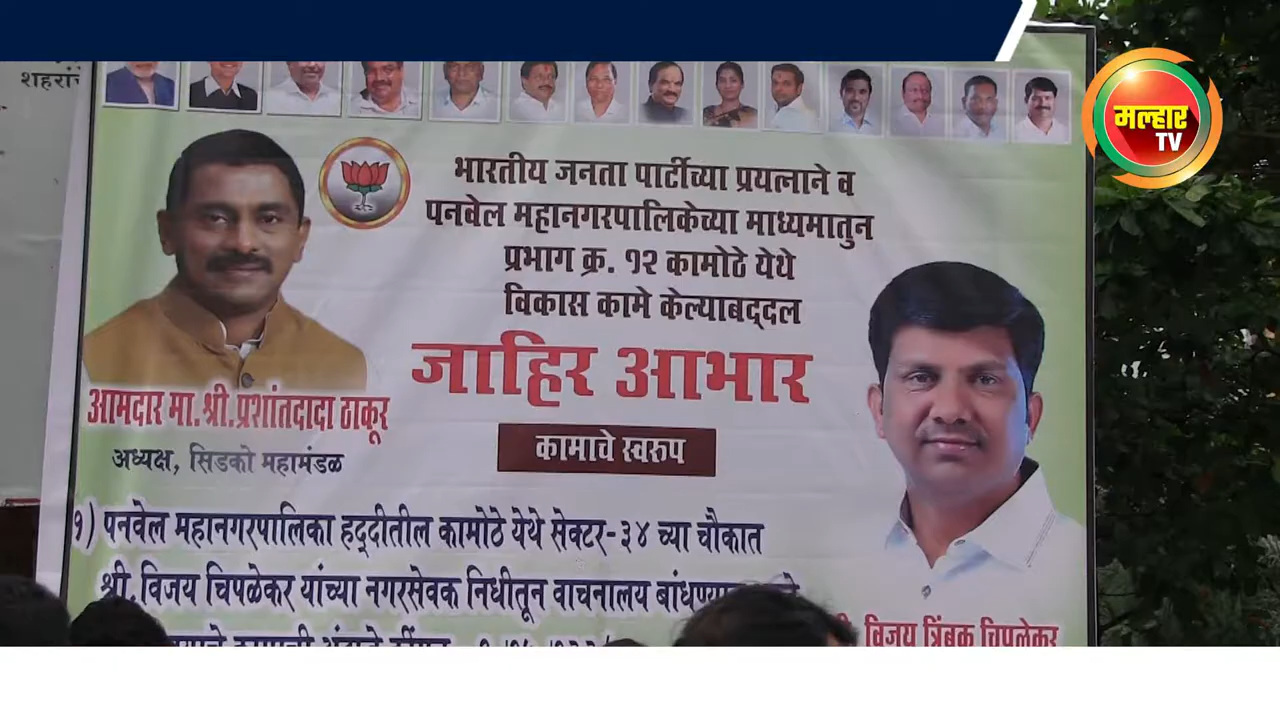 मल्हार
TV
भारतीय जनता पार्टीच्या प्रयत्नाने व
पनवेल महानगरपालिकेच्या माध्यमातुन
प्रभाग क्र. १२ कामोठे येथे
विकास कामे केल्याबद्दल
जाहिर आभार
आमदार मा.श्री.प्रशांतदादा ठाकूर
अध्यक्ष, सिडको महामंडळ
कामाचे स्वरुप
१) पनवेल महानगरपालिका हद्दीतील कामोठे येथे सेक्टर-३४ च्या चौकात
श्री. विजय चिपळेकर यांच्या नगरसेवक निधीतून वाचनालय
विजय त्रिंबक चिपळेकर